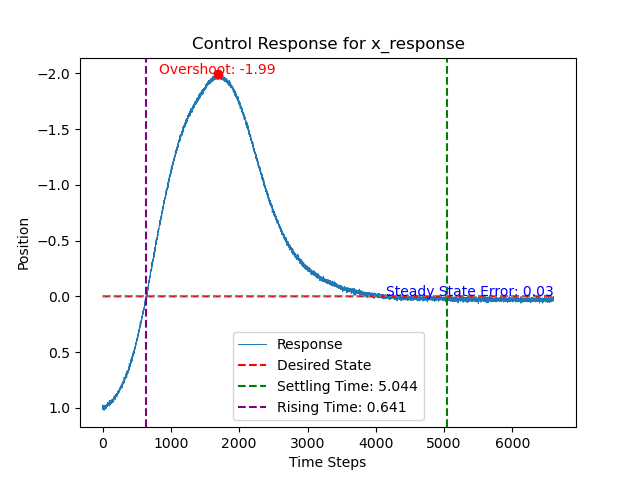 Control Response for x_response
Overshoot: -1.99
−2.0
−1.5
−1.0
−0.5
0.0
0.5
1.0
Position
Steady State Error: 0.03
Response
Desired State
Settling Time: 5.044
Rising Time: 0.641
0
1000
2000
3000
4000
5000
6000
Time Steps